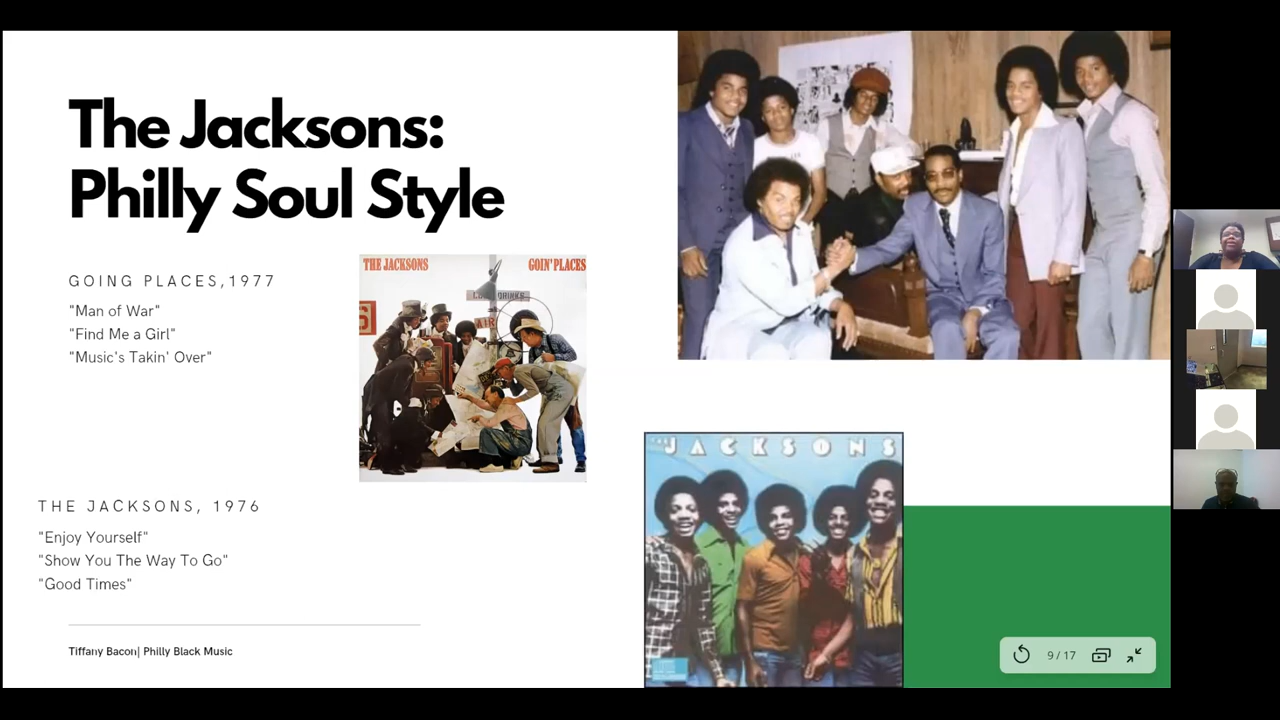 The Jacksons:
Philly Soul Style
GOING PLACES,1977
"Man of War"
"Find Me a Girl"
"Music's Takin' Over"
THE JACKSONS
GOIN' PLACES
THE JACKSONS, 1976
"Enjoy Yourself"
"Show You The Way To Go"
"Good Times"
JACKSONS
Tiffany Bacon| Philly Black Music
9 / 17